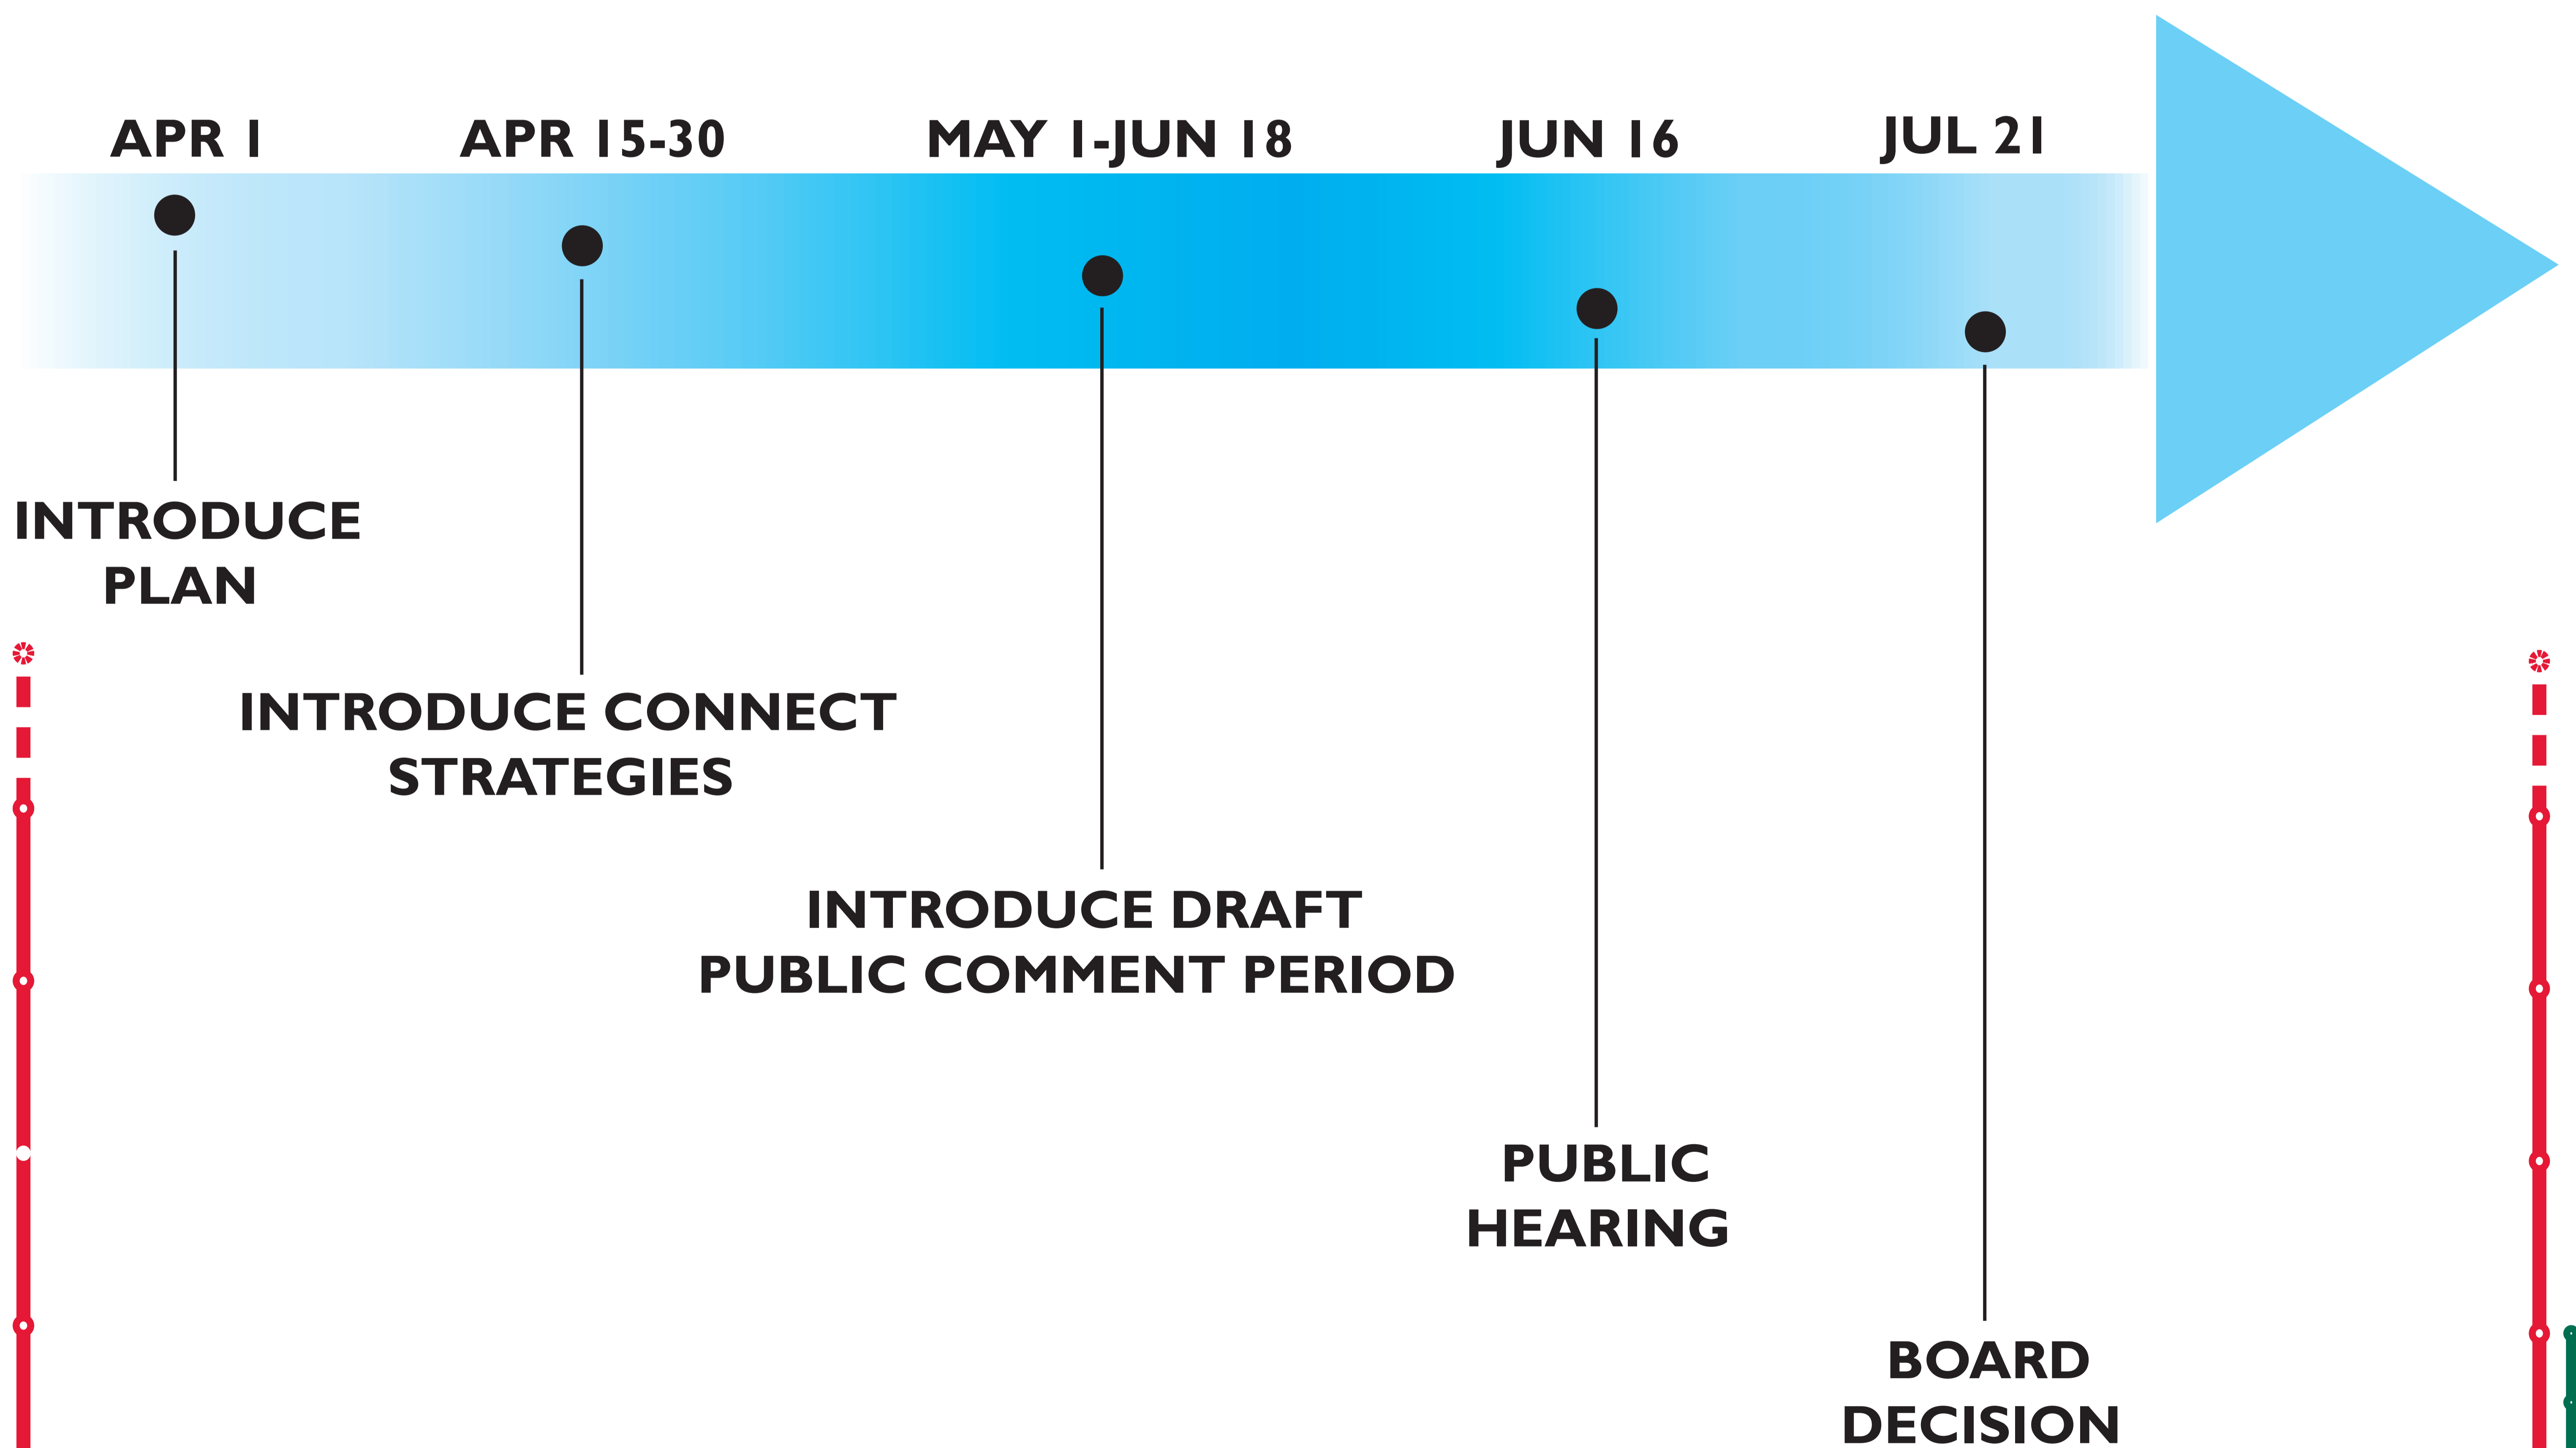 APR 1
APR 15-30
MAY 1-JUN 18
JUN 16
JUL 21
INTRODUCE
PLAN
INTRODUCE CONNECT
STRATEGIES
INTRODUCE DRAFT
PUBLIC COMMENT PERIOD
PUBLIC
HEARING
BOARD
DECISION